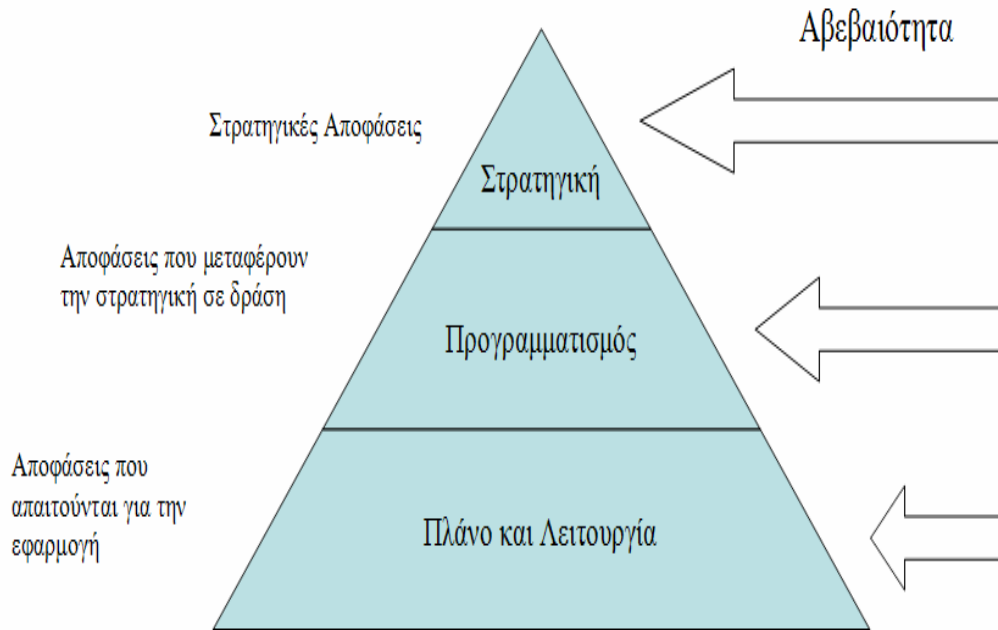 Αβεβαιότητα
Στρατηγικές Αποφάσεις
Στρατηγική
Αποφάσεις που μεταφέρουν
την στρατηγική σε δράση
Προγραμματισμός
Αποφάσεις που
απαιτούνται για την
εφαρμογή
Πλάνο και Λειτουργία